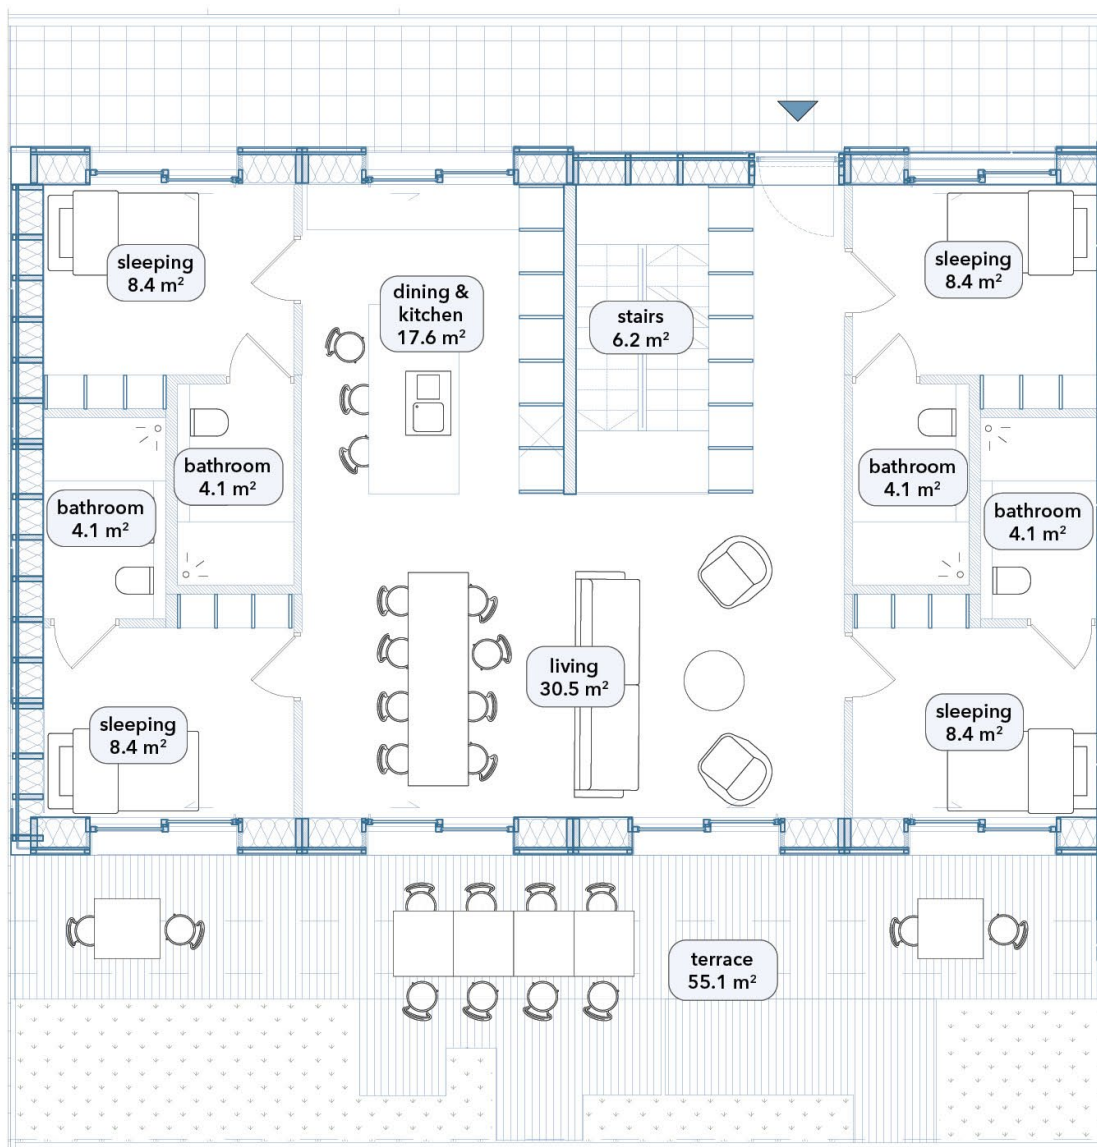 sleeping
8.4 m²
sleeping
8.4 m²
dining &
kitchen
17.6 m²
stairs
6.2 m²
bathroom
4.1 m²
bathroom
4.1 m²
bathroom
4.1 m²
bathroom
4.1 m²
living
30.5 m²
sleeping
8.4 m²
sleeping
8.4 m²
terrace
55.1 m²